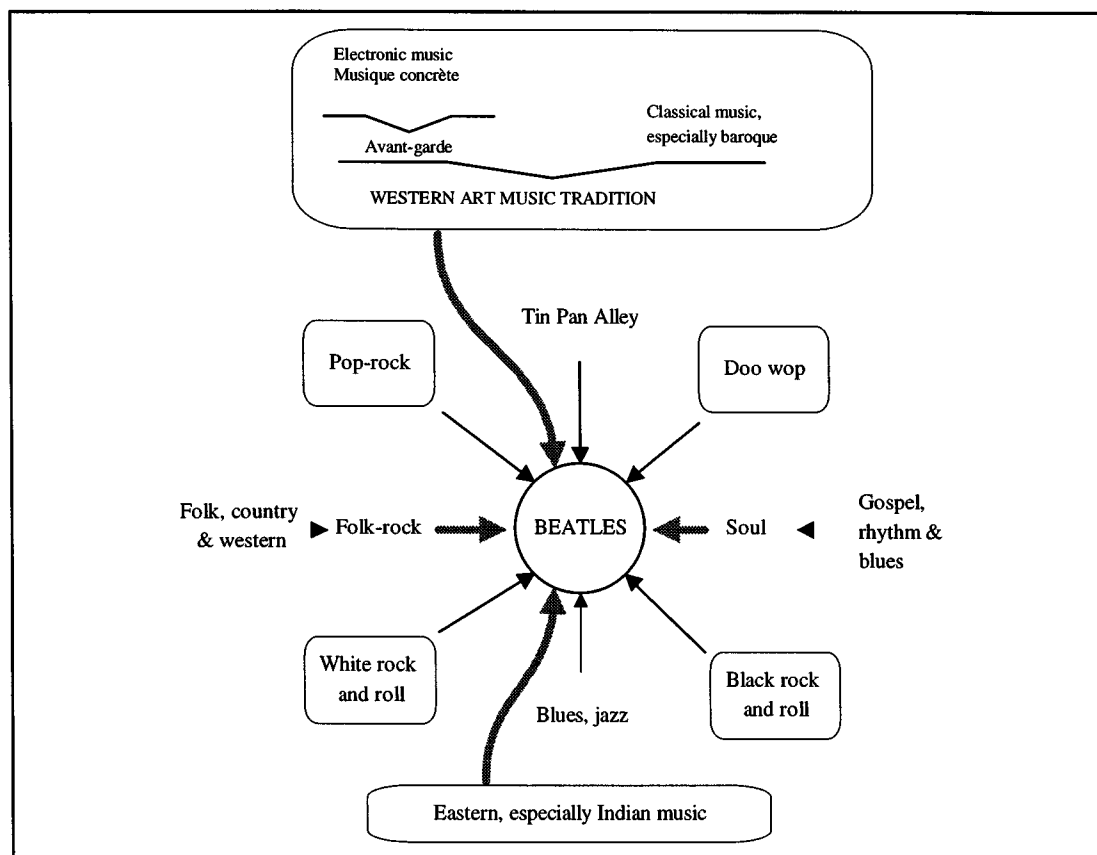 Electronic music
Musique concrète
Classical music,
especially baroque
Avant-garde
WESTERN ART MUSIC TRADITION
Tin Pan Alley
Pop-rock
Doo wop
Folk, country
& western
Folk-rock
BEATLES
Soul
Gospel,
rhythm &
blues
White rock
and roll
Blues, jazz
Black rock
and roll
Eastern, especially Indian music